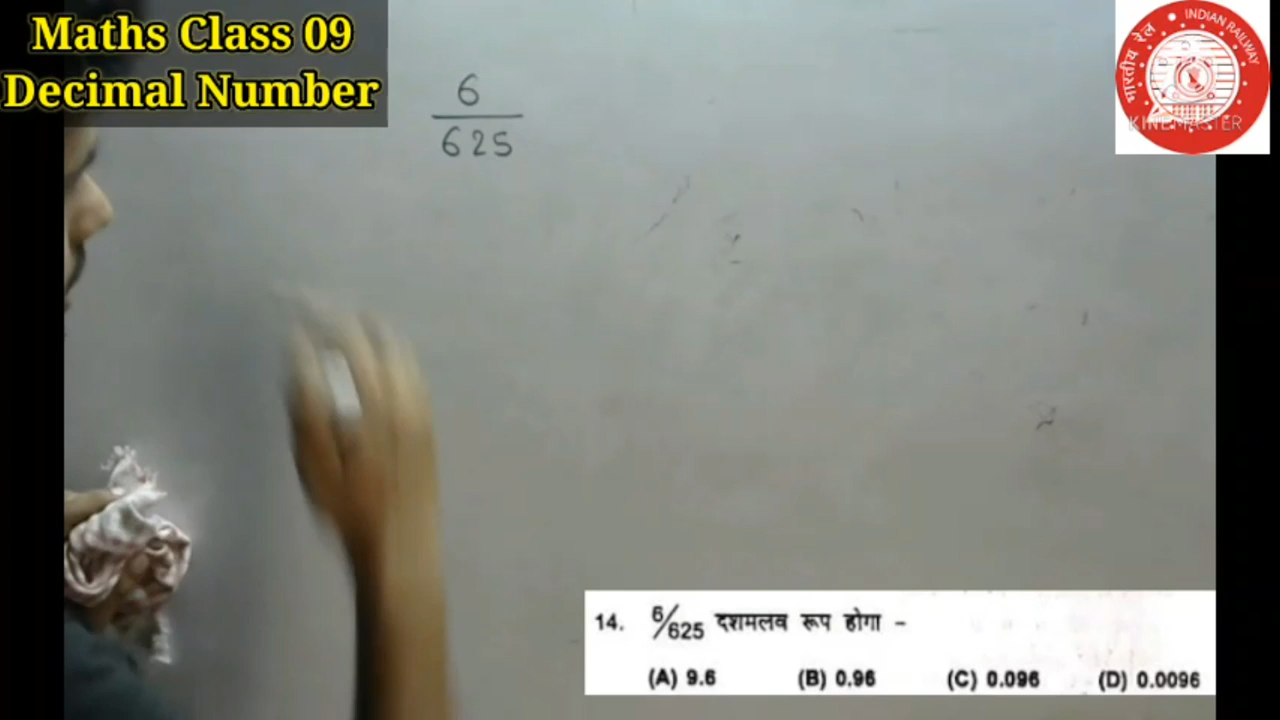 Maths Class 09
Decimal Number
6
625
भारतीय रेल
INDIAN RAILWAY
KINEMASTER
14. 6/625 दशमलव रूप होगा -
(A) 9.6 (B) 0.96 (C) 0.096 (D) 0.0096